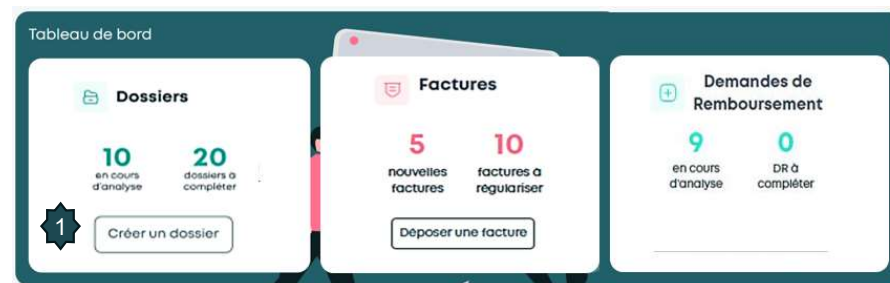 Tableau de bord
Dossiers
10
en cours
d'analyse
20
dossiers à
compléter
1
Créer un dossier
Factures
5
nouvelles
factures
10
factures à
régulariser
Déposer une facture
Demandes de
Remboursement
9
en cours
d'analyse
0
DR à
compléter